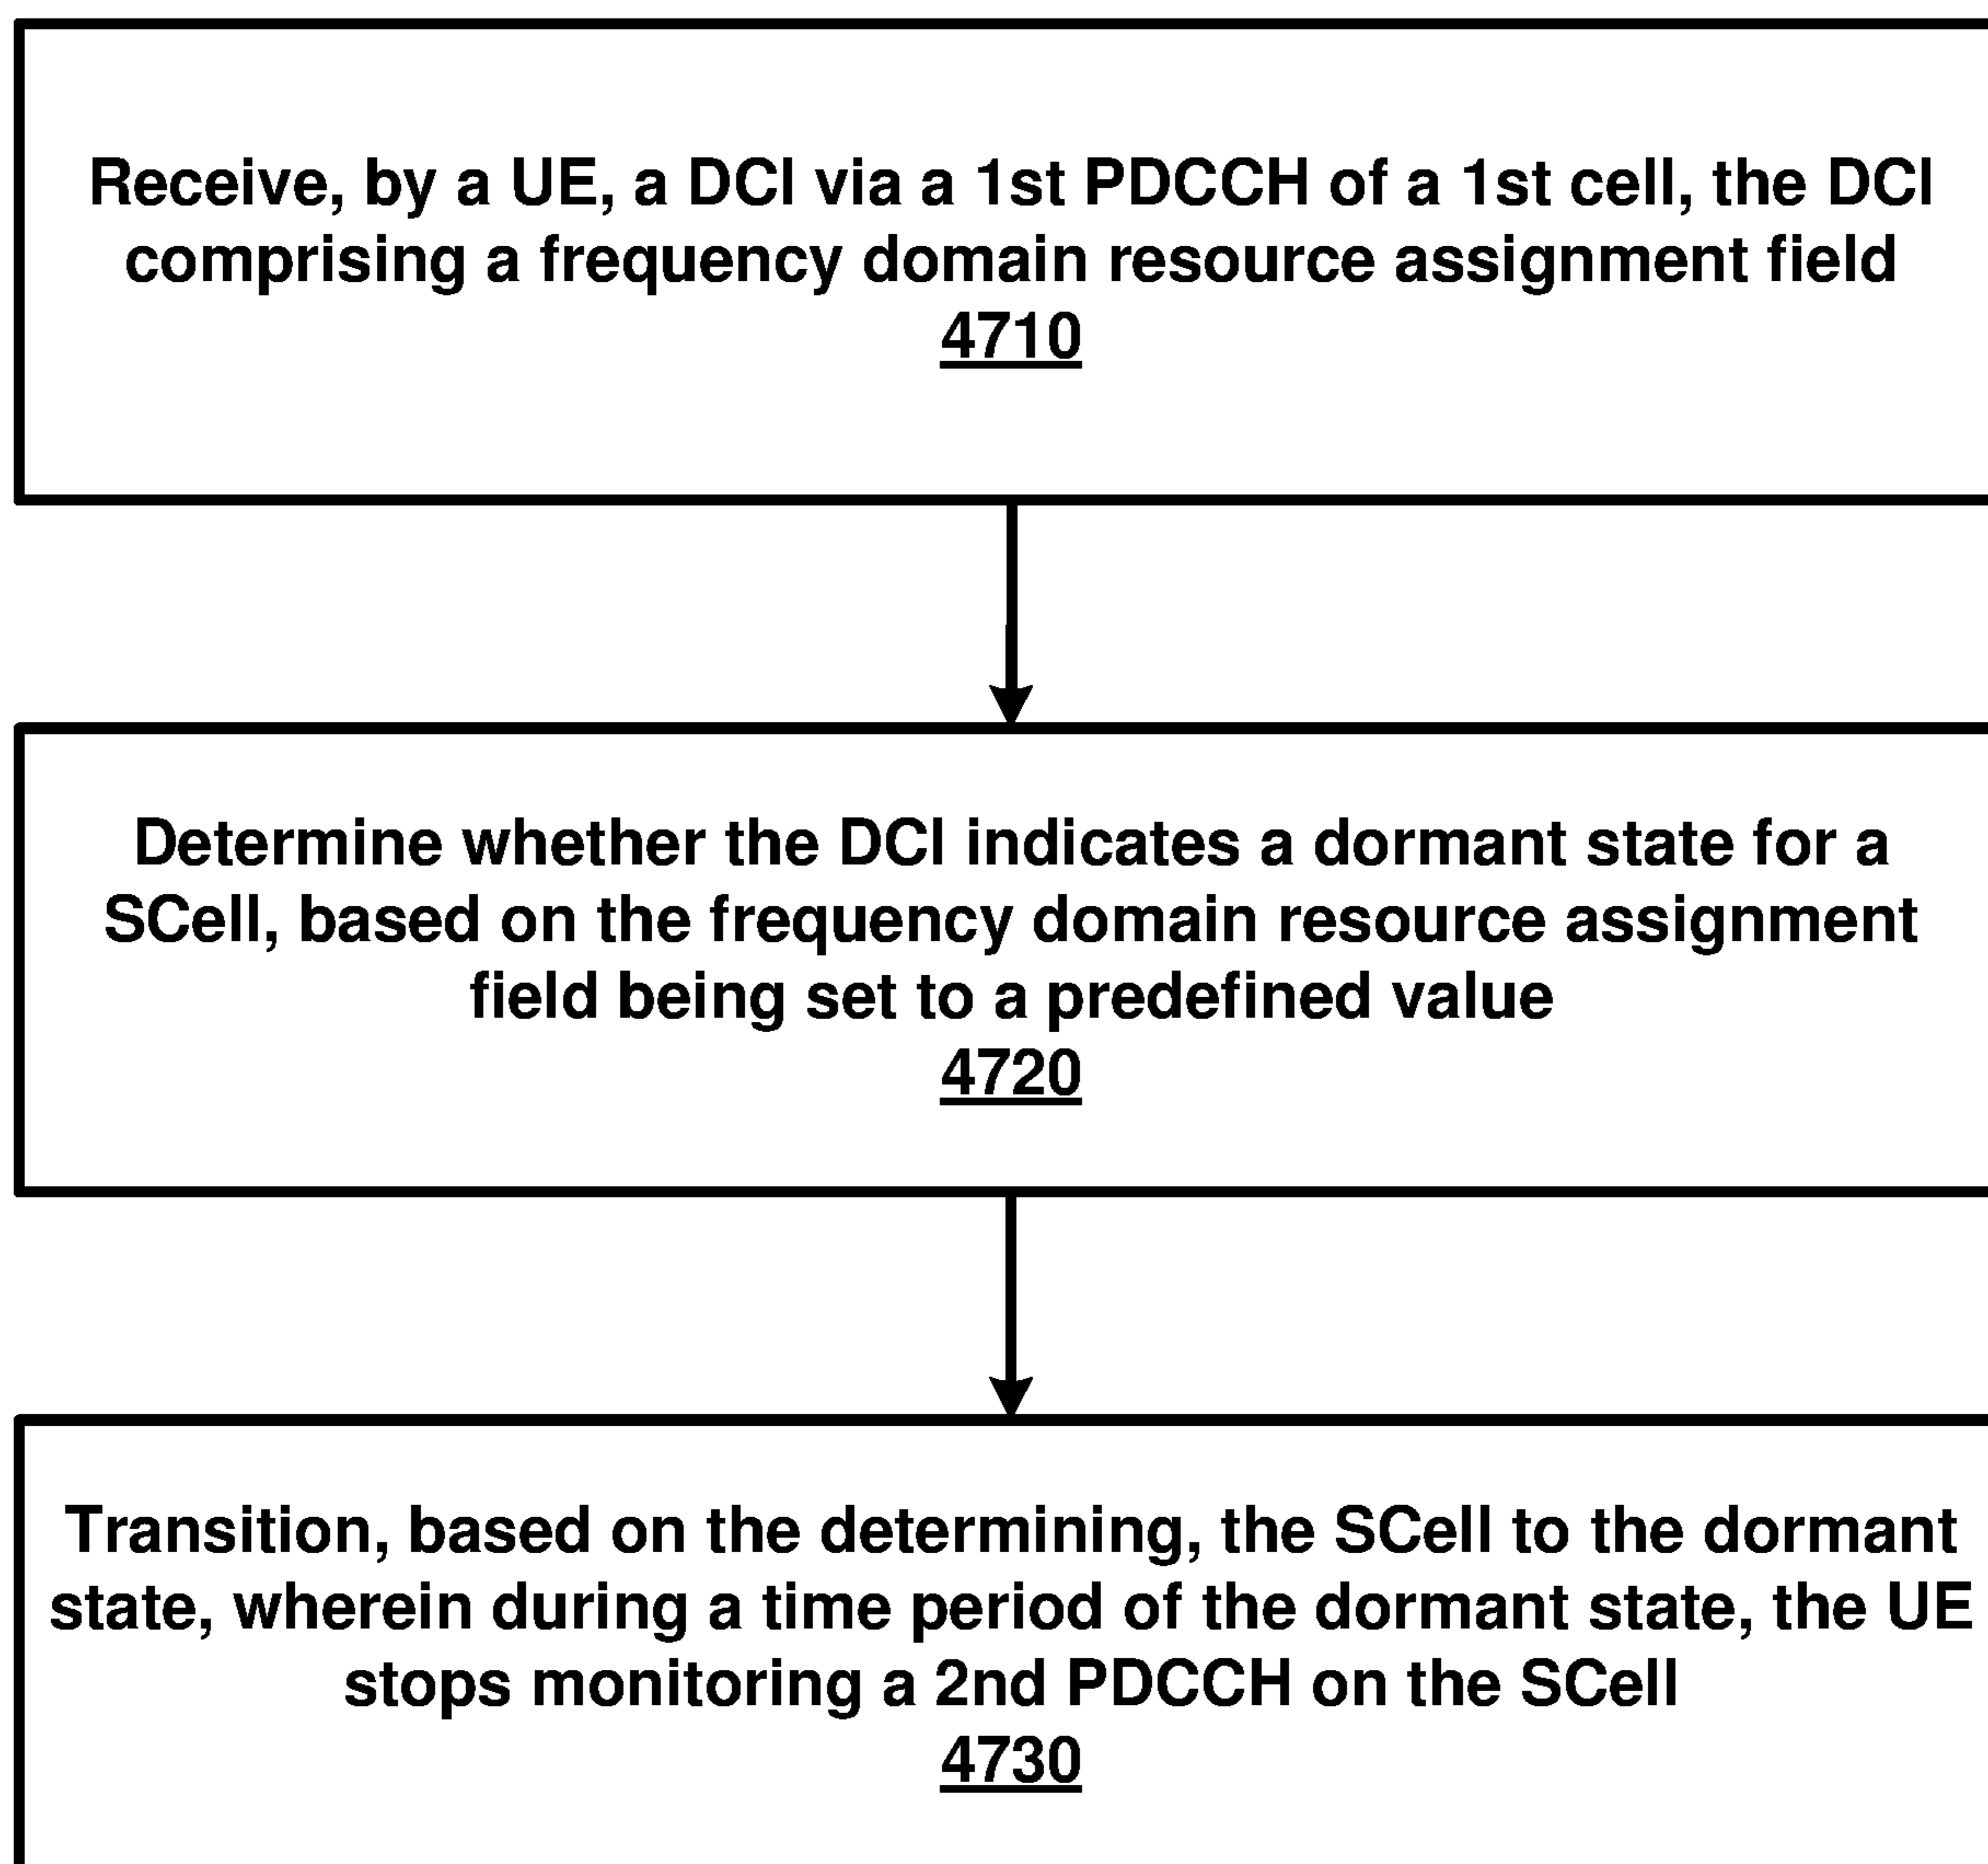 Receive, by a UE, a DCI via a 1st PDCCH of a 1st cell, the DCI
comprising a frequency domain resource assignment field
4710
Determine whether the DCI indicates a dormant state for a
SCell, based on the frequency domain resource assignment
field being set to a predefined value
4720
Transition, based on the determining, the SCell to the dormant
state, wherein during a time period of the dormant state, the UE
stops monitoring a 2nd PDCCH on the SCell
4730